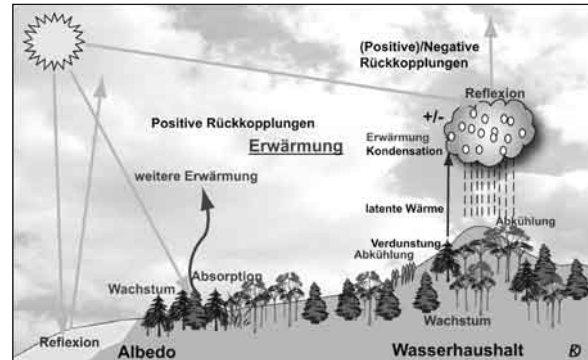 (Positive)/Negative
Rückkopplungen
Reflexion
+/-
Positive Rückkopplungen
Erwärmung
Erwärmung
Kondensation
weitere Erwärmung
latente Wärme
Abkühlung
Verdunstung
Abkühlung
Absorption
Wachstum
Wachstum
Reflexion
Albedo
Wasserhaushalt